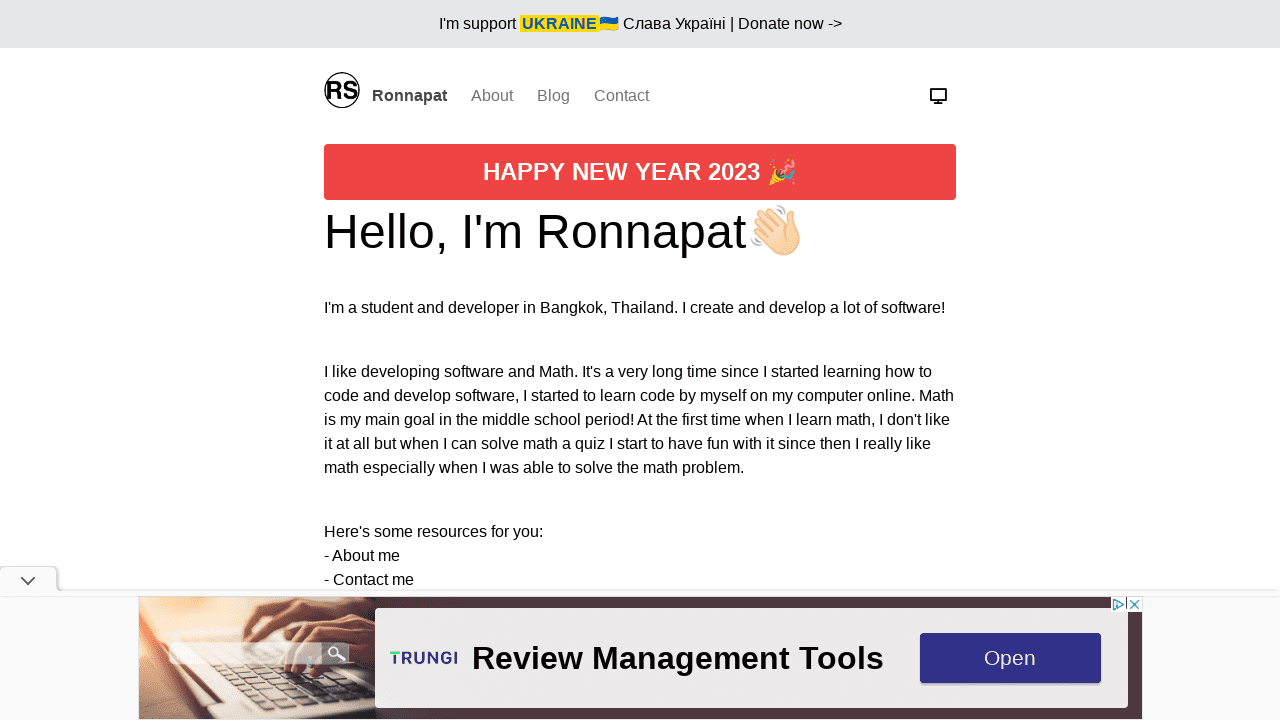 I'm support UKRAINE🇺🇦 Слава Україні | Donate now ->
RS Ronnapat About Blog Contact
HAPPY NEW YEAR 2023 🎉
Hello, I'm Ronnapat👋🏻
I'm a student and developer in Bangkok, Thailand. I create and develop a lot of software!
I like developing software and Math. It's a very long time since I started learning how to
code and develop software, I started to learn code by myself on my computer online. Math
is my main goal in the middle school period! At the first time when I learn math, I don't like
it at all but when I can solve math a quiz I start to have fun with it since then I really like
math especially when I was able to solve the math problem.
Here's some resources for you:
- About me
- Contact me
TRUNGI Review Management Tools Open